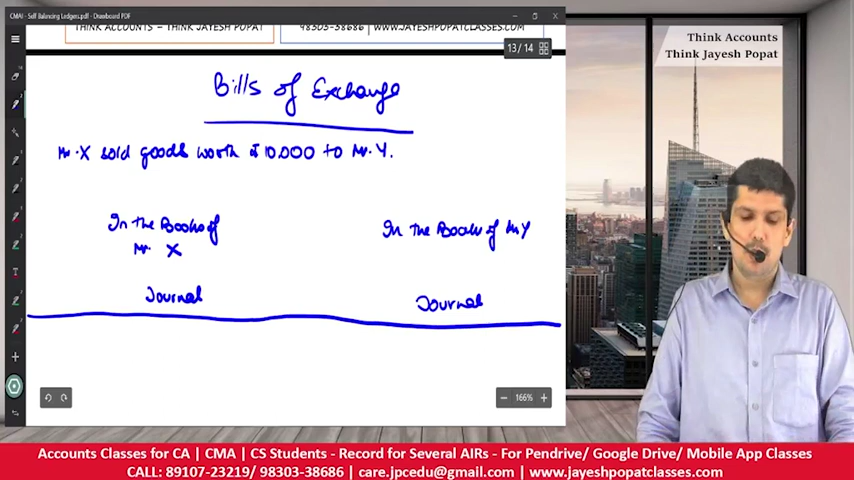 CMAI - Self Balancing Ledgers.pdf - Drawboard PDF
THINK ACCOUNTS - THINK JAYESH POPAT
98303-38686 | WWW.JAYESHPOPATCLASSES.COM
13 / 14
Think Accounts
Think Jayesh Popat
Bills of Exchange
Mr. X sold goods worth ₹ 10,000 to Mr. Y.
In the Books of
Mr. X
In the Books of Mr Y
Journal
Journal
166%
Accounts Classes for CA | CMA | CS Students - Record for Several AIRs - For Pendrive/ Google Drive/ Mobile App Classes
CALL: 89107-23219/ 98303-38686 | care.jpcedu@gmail.com | www.jayeshpopatclasses.com